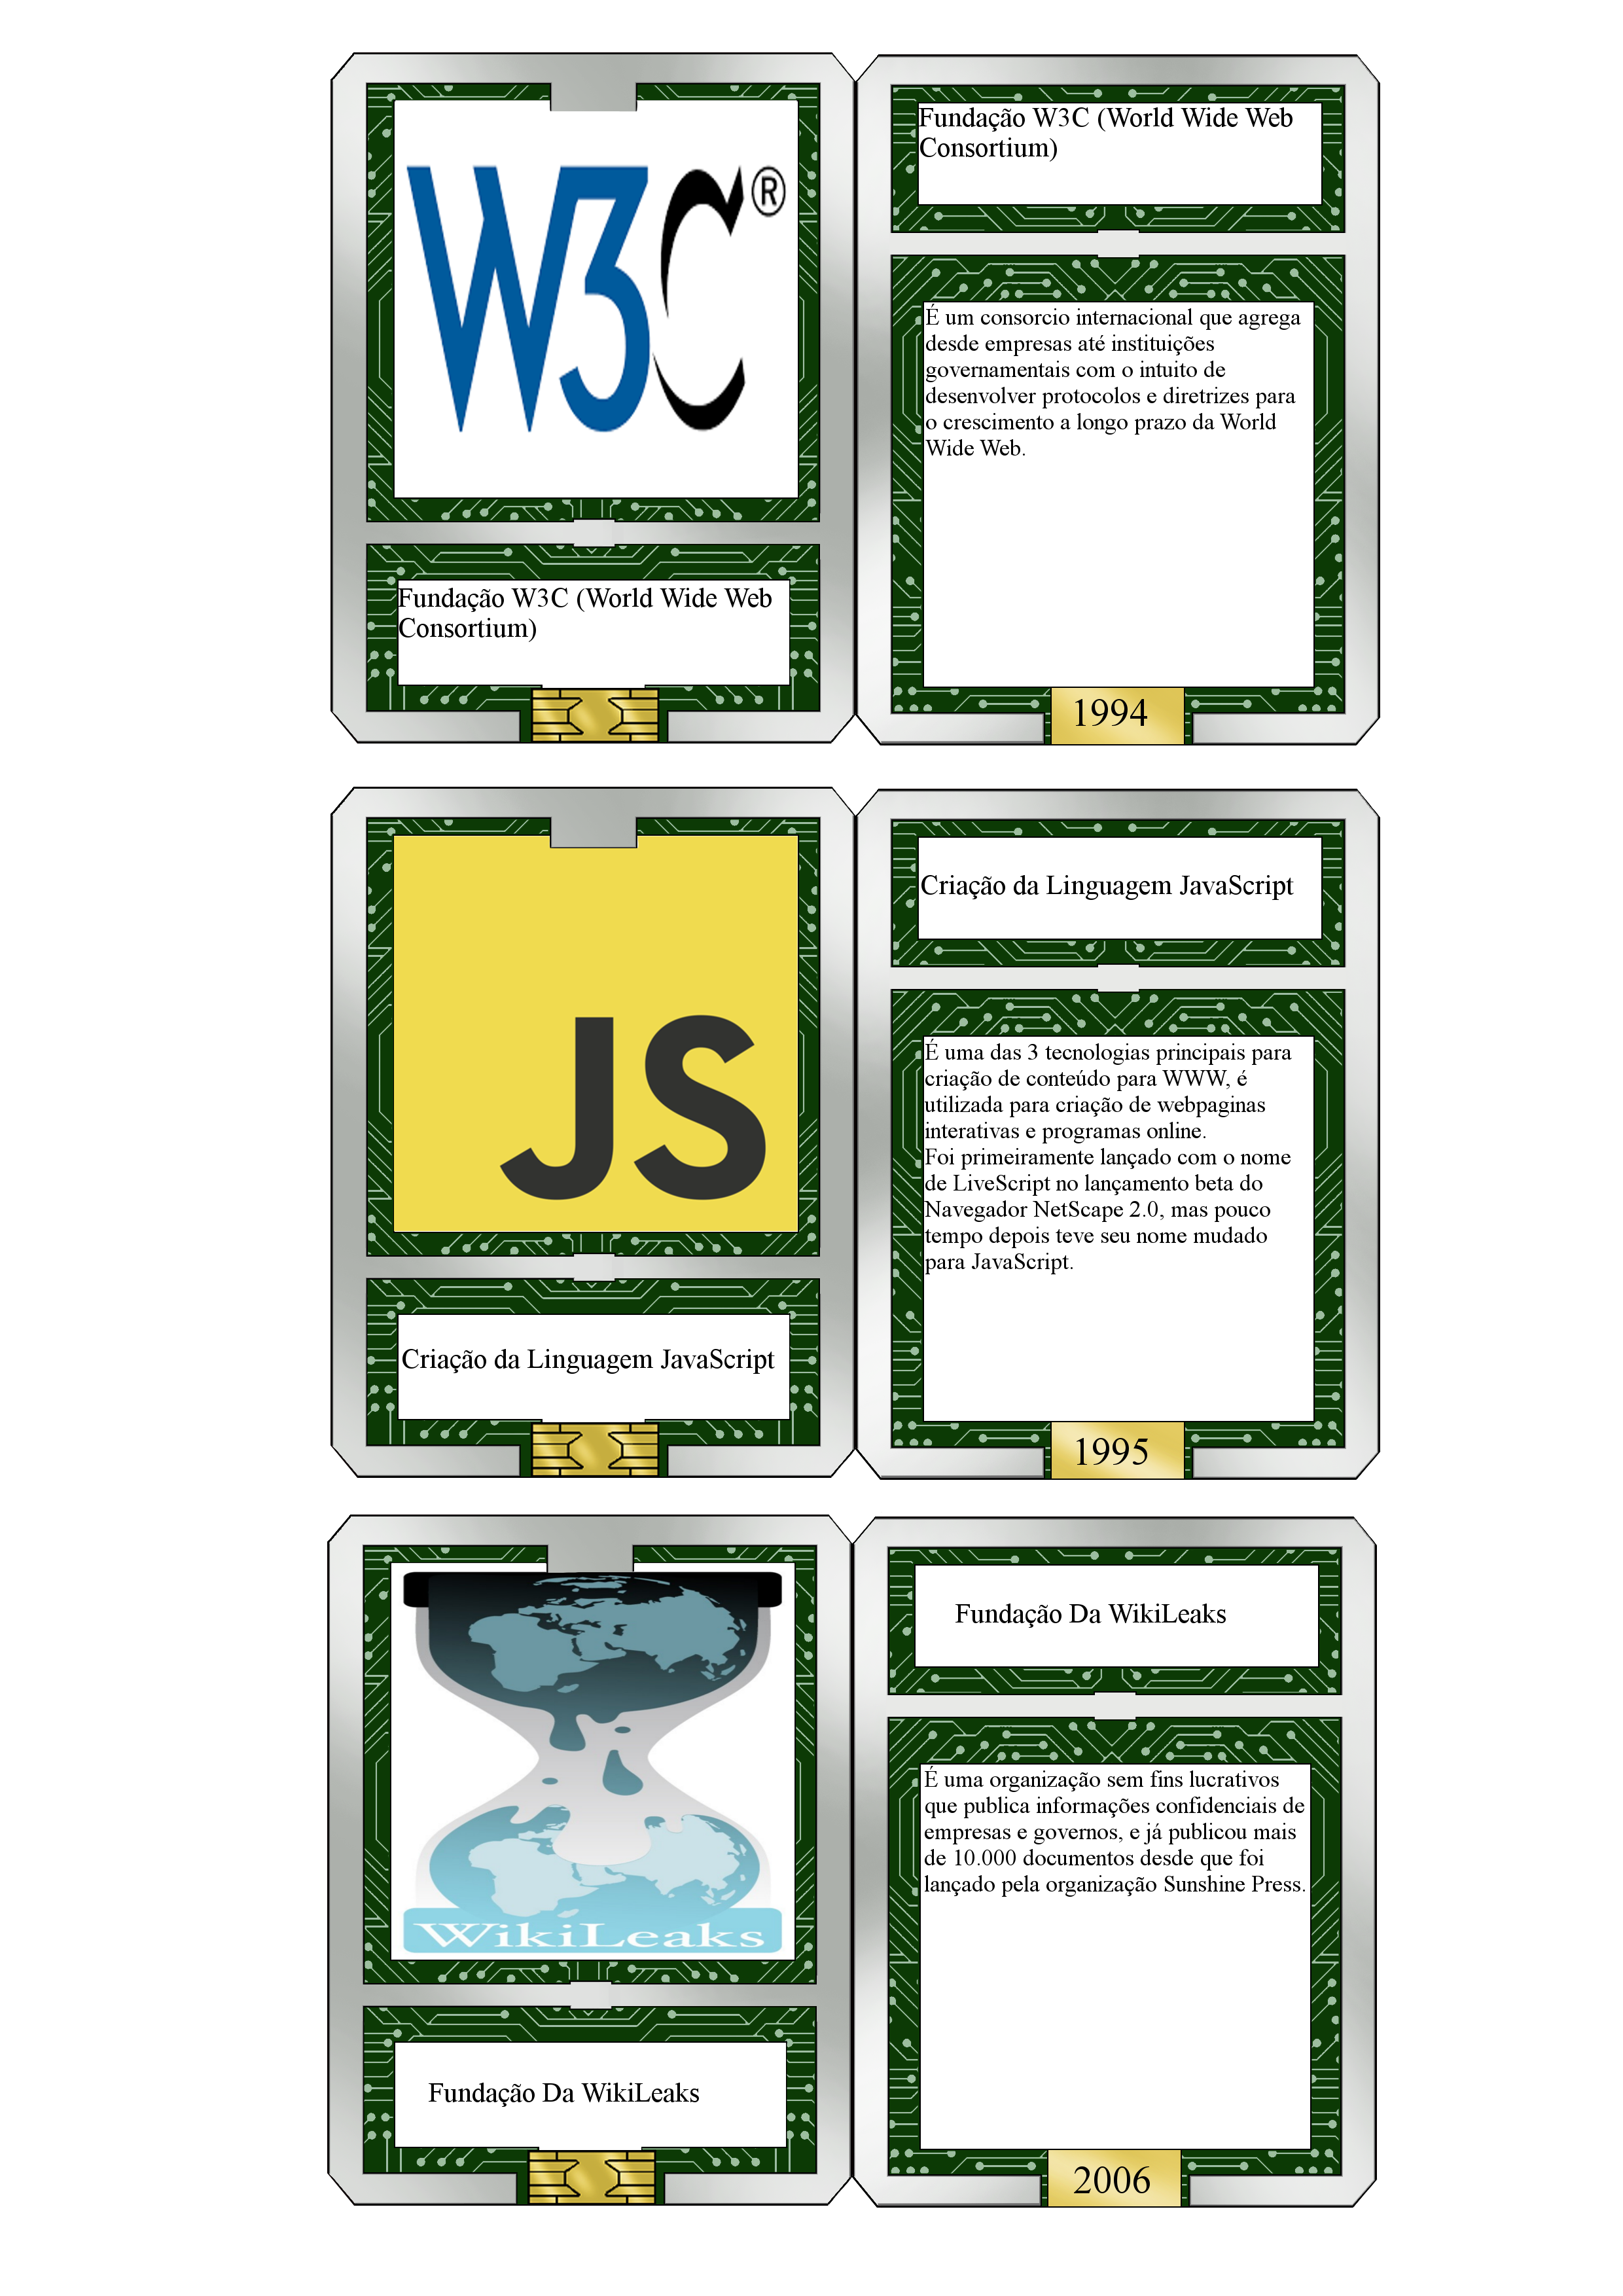 W3C®
Fundação W3C (World Wide Web
Consortium)
Fundação W3C (World Wide Web
Consortium)
É um consorcio internacional que agrega
desde empresas até instituições
governamentais com o intuito de
desenvolver protocolos e diretrizes para
o crescimento a longo prazo da World
Wide Web.
1994
JS
Criação da Linguagem JavaScript
Criação da Linguagem JavaScript
É uma das 3 tecnologias principais para
criação de conteúdo para WWW, é
utilizada para criação de webpaginas
interativas e programas online.
Foi primeiramente lançado com o nome
de LiveScript no lançamento beta do
Navegador NetScape 2.0, mas pouco
tempo depois teve seu nome mudado
para JavaScript.
1995
WikiLeaks
Fundação Da WikiLeaks
Fundação Da WikiLeaks
É uma organização sem fins lucrativos
que publica informações confidenciais de
empresas e governos, e já publicou mais
de 10.000 documentos desde que foi
lançado pela organização Sunshine Press.
2006